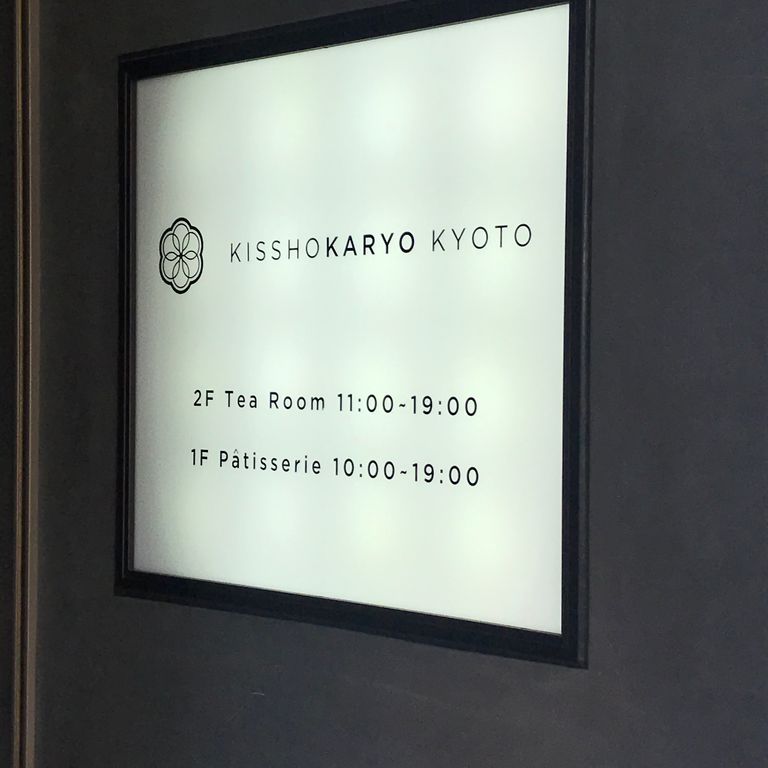 KISSHOKARYO KYOTO
2F Tea Room 11:00~19:00
1F Pâtisserie 10:00~19:00